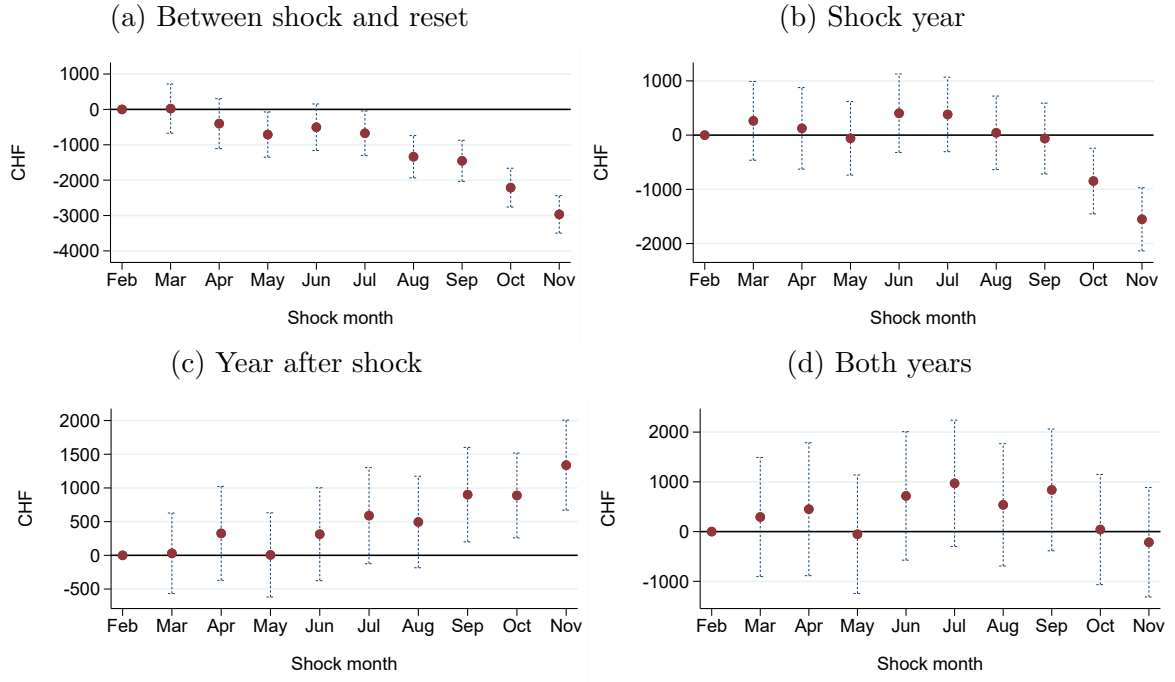 (a) Between shock and reset
CHF
1000
0
-1000
-2000
-3000
-4000
Feb Mar Apr May Jun Jul Aug Sep Oct Nov
Shock month
(b) Shock year
CHF
1000
0
-1000
-2000
Feb Mar Apr May Jun Jul Aug Sep Oct Nov
Shock month
(c) Year after shock
CHF
2000
1500
1000
500
0
-500
Feb Mar Apr May Jun Jul Aug Sep Oct Nov
Shock month
(d) Both years
CHF
2000
1000
0
-1000
Feb Mar Apr May Jun Jul Aug Sep Oct Nov
Shock month